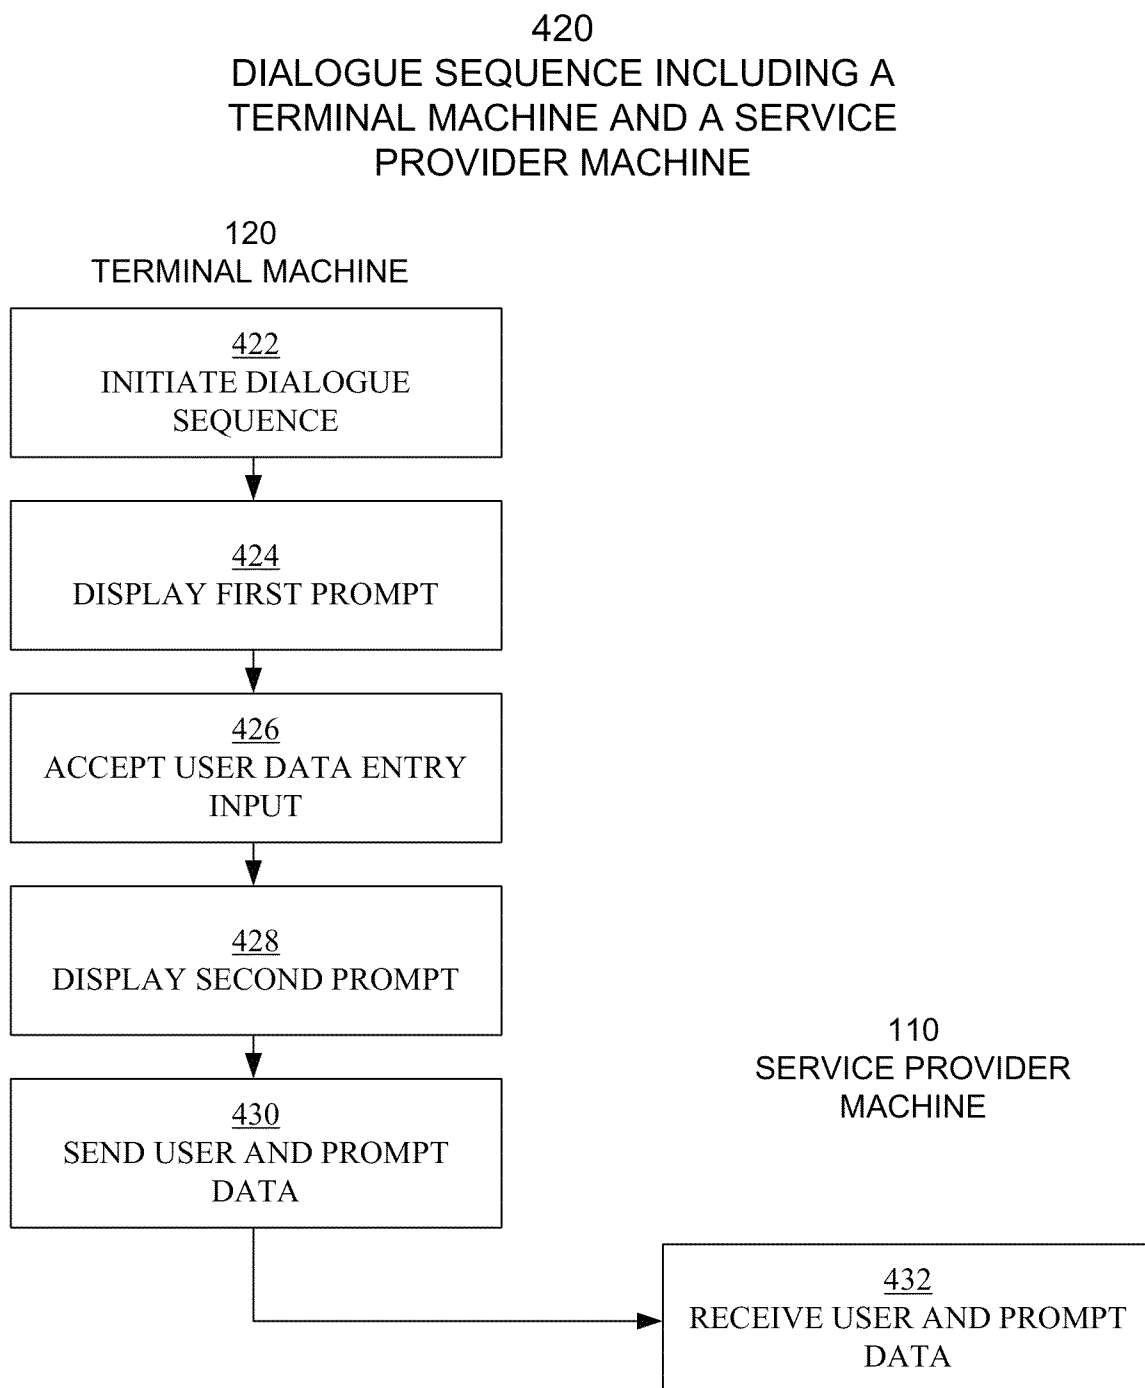 420
DIALOGUE SEQUENCE INCLUDING A
TERMINAL MACHINE AND A SERVICE
PROVIDER MACHINE
120
TERMINAL MACHINE
422
INITIATE DIALOGUE
SEQUENCE
424
DISPLAY FIRST PROMPT
426
ACCEPT USER DATA ENTRY
INPUT
428
DISPLAY SECOND PROMPT
430
SEND USER AND PROMPT
DATA
110
SERVICE PROVIDER
MACHINE
432
RECEIVE USER AND PROMPT
DATA